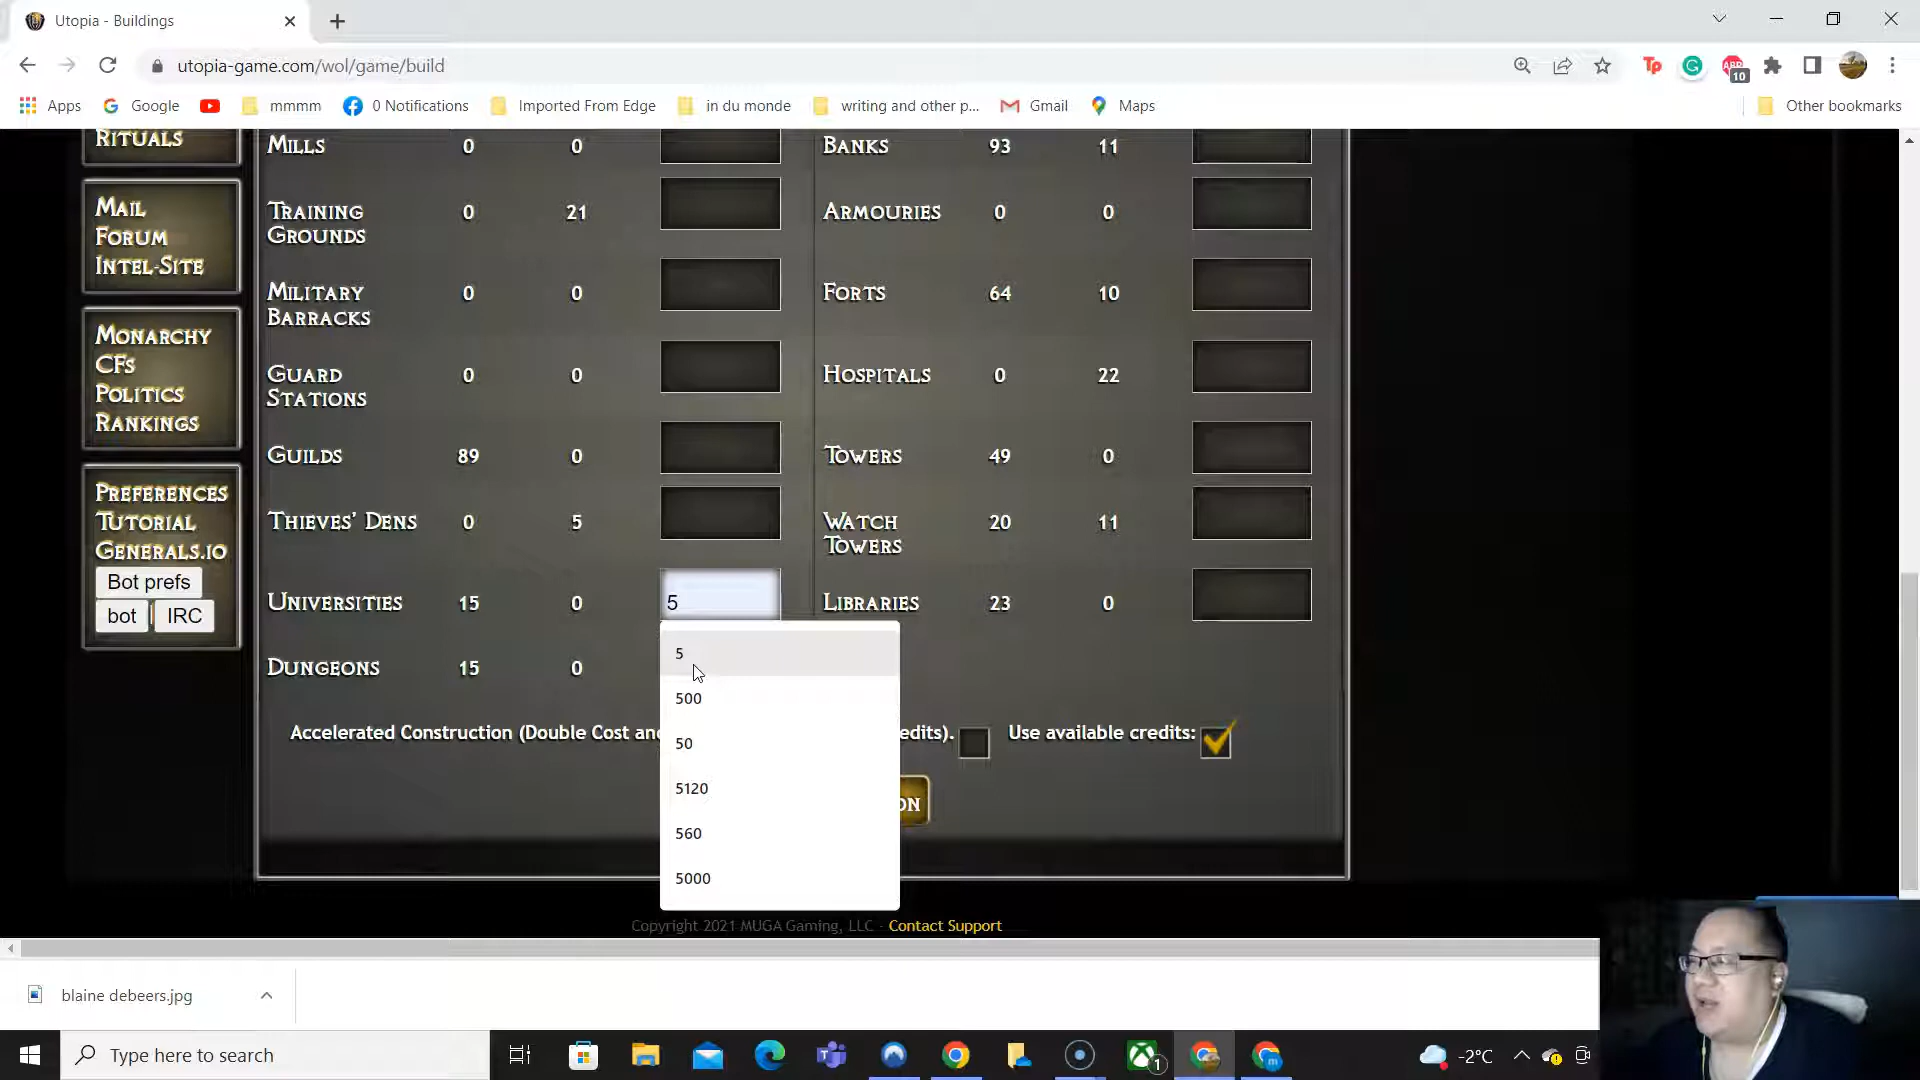 Utopia - Buildings
utopia-game.com/wol/game/build
10
Apps
Google
mmmm
0 Notifications
Imported From Edge
in du monde
writing and other p...
Gmail
Maps
Other bookmarks
RITUALS
MAIL
FORUM
INTEL-SITE
MONARCHY
CFS
POLITICS
RANKINGS
PREFERENCES
TUTORIAL
GENERALS.IO
Bot prefs
bot | IRC
MILLS 0 0
BANKS 93 11
TRAINING GROUNDS 0 21
ARMOURIES 0 0
MILITARY BARRACKS 0 0
FORTS 64 10
GUARD STATIONS 0 0
HOSPITALS 0 22
GUILDS 89 0
TOWERS 49 0
THIEVES' DENS 0 5
WATCH TOWERS 20 11
UNIVERSITIES 15 0 5
LIBRARIES 23 0
DUNGEONS 15 0
5
500
50
5120
560
5000
Accelerated Construction (Double Cost an
edits).
Use available credits:
ON
Copyright 2021 MUGA Gaming, LLC - Contact Support
blaine debeers.jpg
Type here to search
1
-2°C